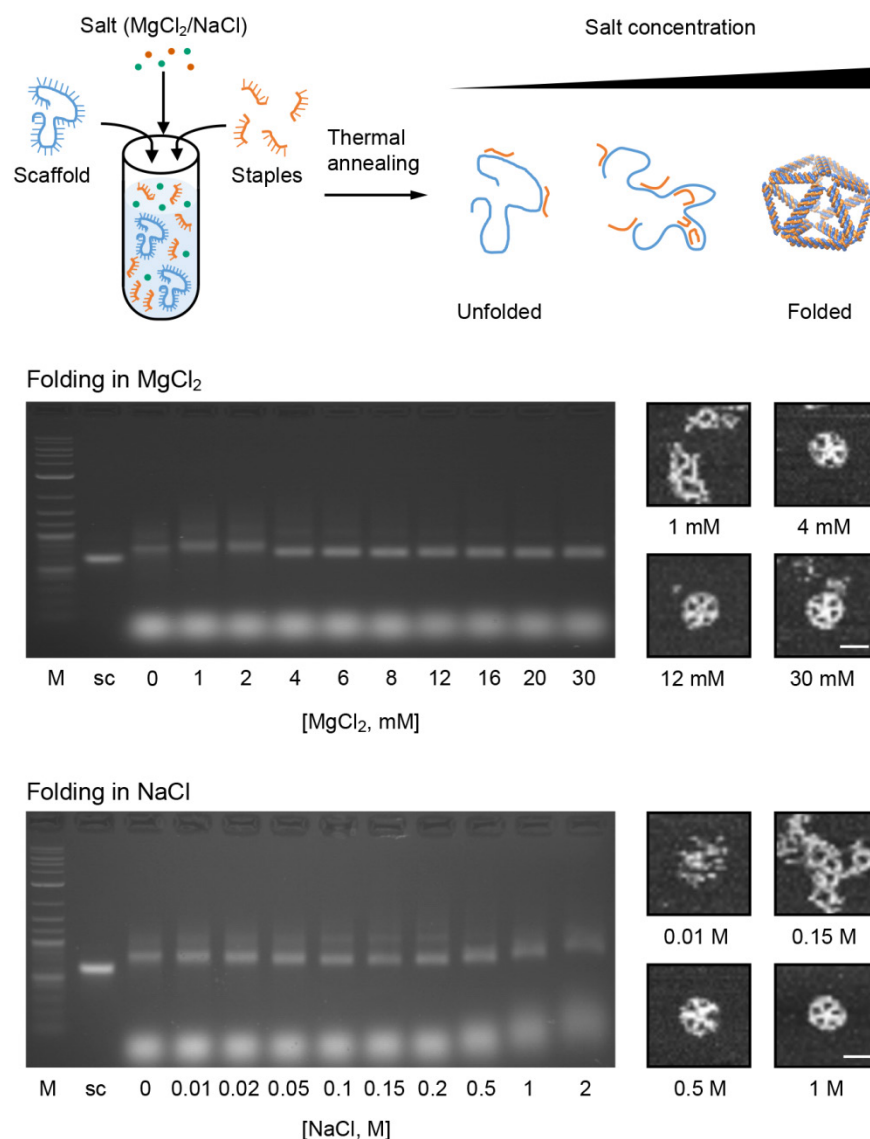 Salt (MgCl₂/NaCl)
Salt concentration
Scaffold
Staples
Thermal
annealing
Unfolded
Folded
Folding in MgCl₂
M sc 0 1 2 4 6 8 12 16 20 30
[MgCl₂, mM]
1 mM
4 mM
12 mM
30 mM
Folding in NaCl
M sc 0 0.01 0.02 0.05 0.1 0.15 0.2 0.5 1 2
[NaCl, M]
0.01 M
0.15 M
0.5 M
1 M